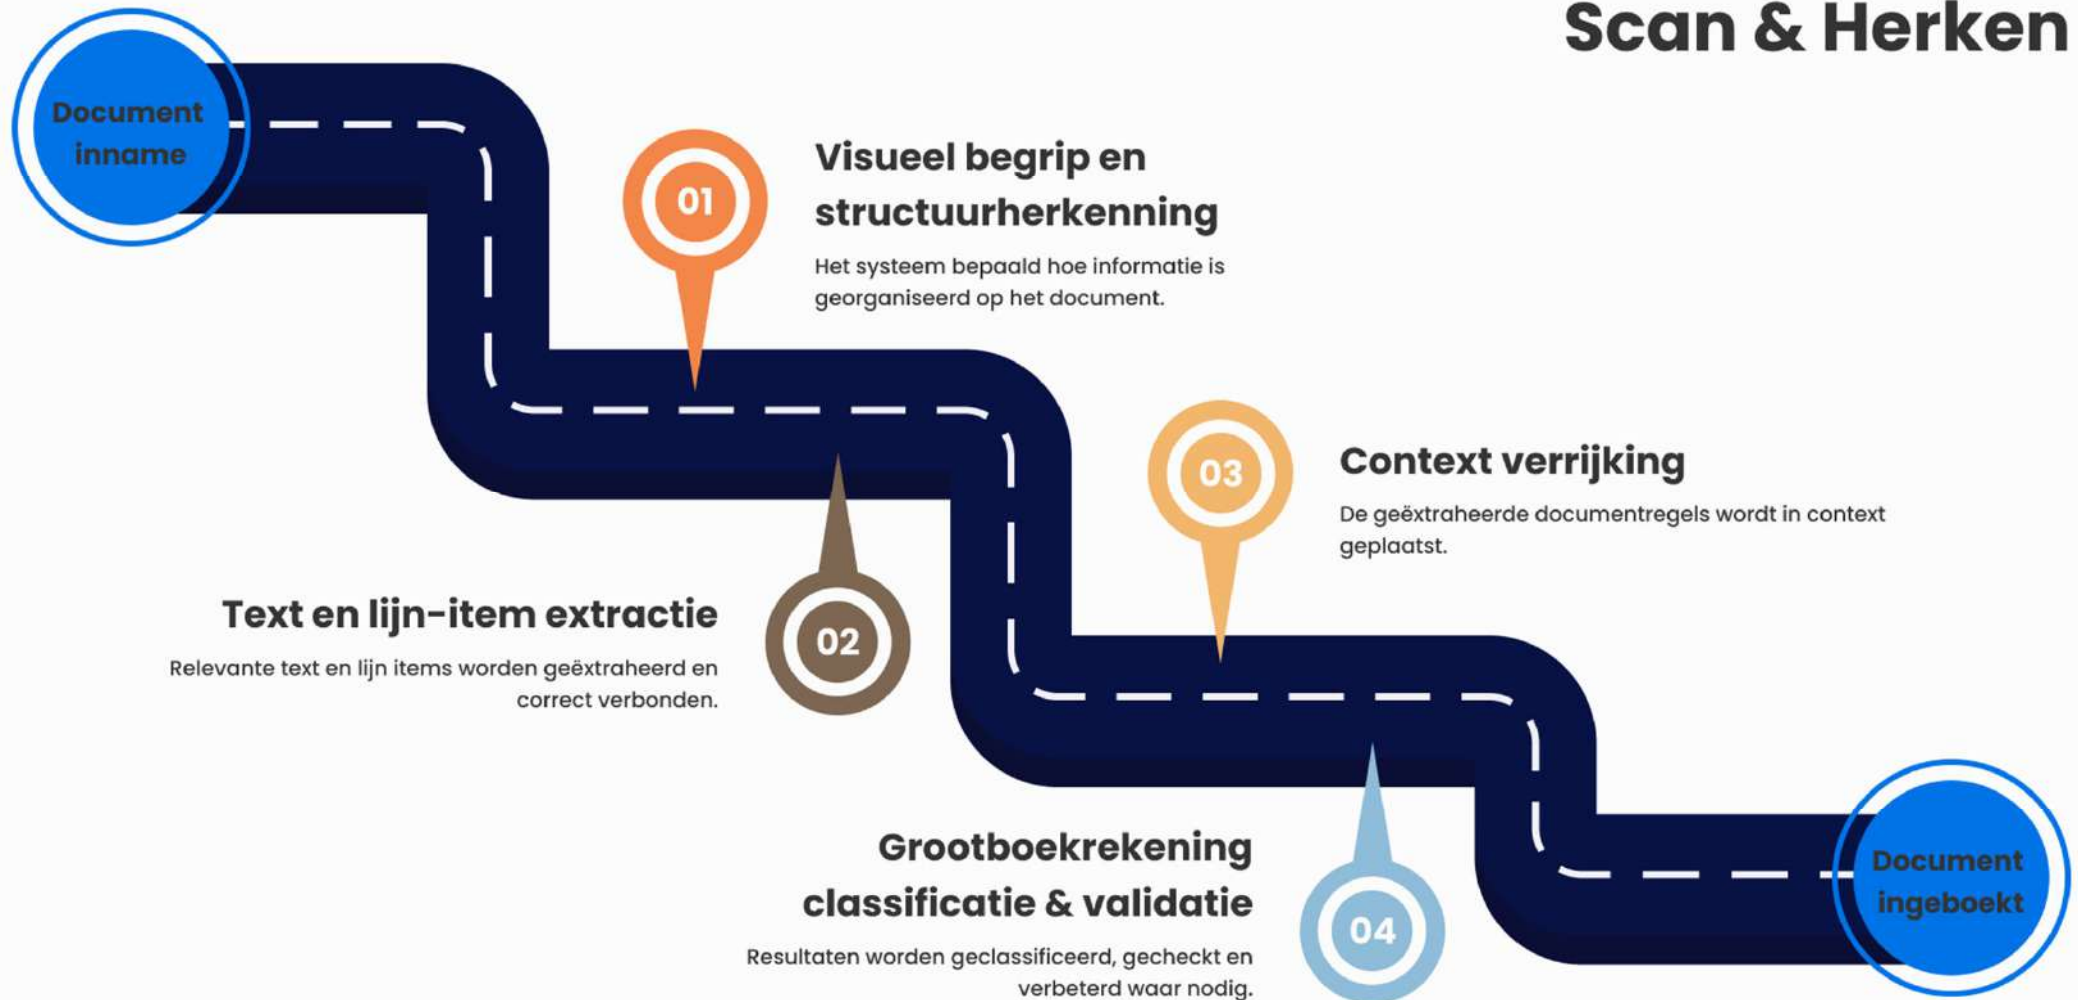 Scan & Herken
Document
inname
01
Visueel begrip en
structuurherkenning
Het systeem bepaald hoe informatie is
georganiseerd op het document.
02
Text en lijn-item extractie
Relevante text en lijn items worden geëxtraheerd en
correct verbonden.
03
Context verrijking
De geëxtraheerde documentregels wordt in context
geplaatst.
04
Grootboekrekening
classificatie & validatie
Resultaten worden geclassificeerd, gecheckt en
verbeterd waar nodig.
Document
ingeboekt